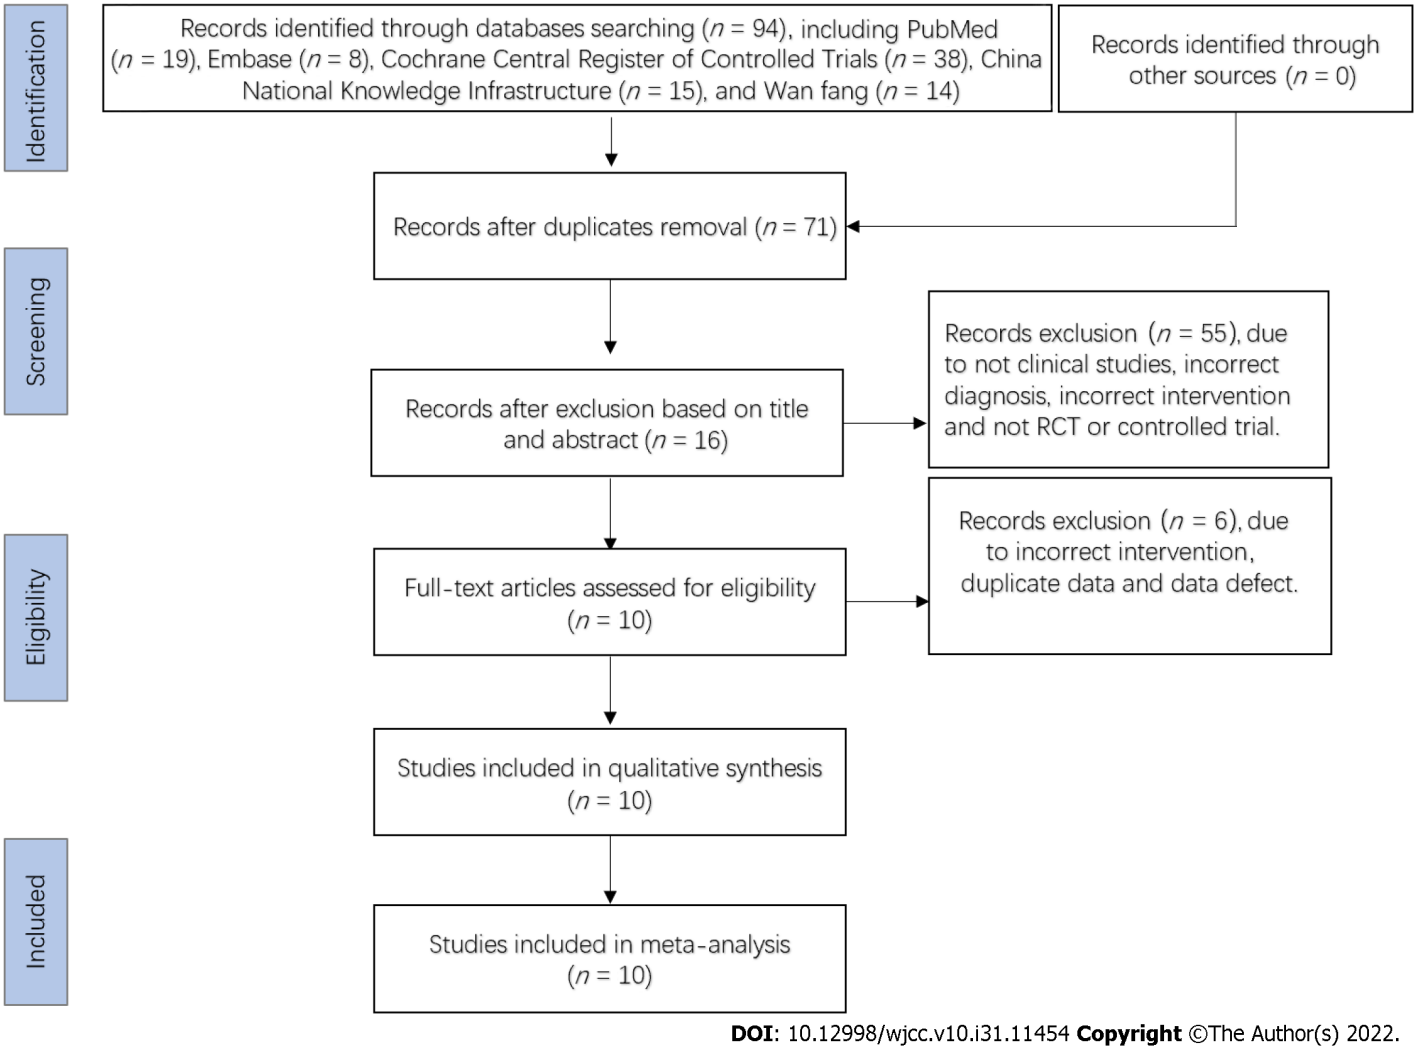 Identification
Records identified through databases searching (n = 94), including PubMed
(n = 19), Embase (n = 8), Cochrane Central Register of Controlled Trials (n = 38), China
National Knowledge Infrastructure (n = 15), and Wan fang (n = 14)
Records identified through
other sources (n = 0)
Records after duplicates removal (n = 71)
Screening
Records after exclusion based on title
and abstract (n = 16)
Records exclusion (n = 55), due
to not clinical studies, incorrect
diagnosis, incorrect intervention
and not RCT or controlled trial.
Eligibility
Full-text articles assessed for eligibility
(n = 10)
Records exclusion (n = 6), due
to incorrect intervention,
duplicate data and data defect.
Studies included in qualitative synthesis
(n = 10)
Included
Studies included in meta-analysis
(n = 10)
DOI: 10.12998/wjcc.v10.i31.11454 Copyright ©The Author(s) 2022.